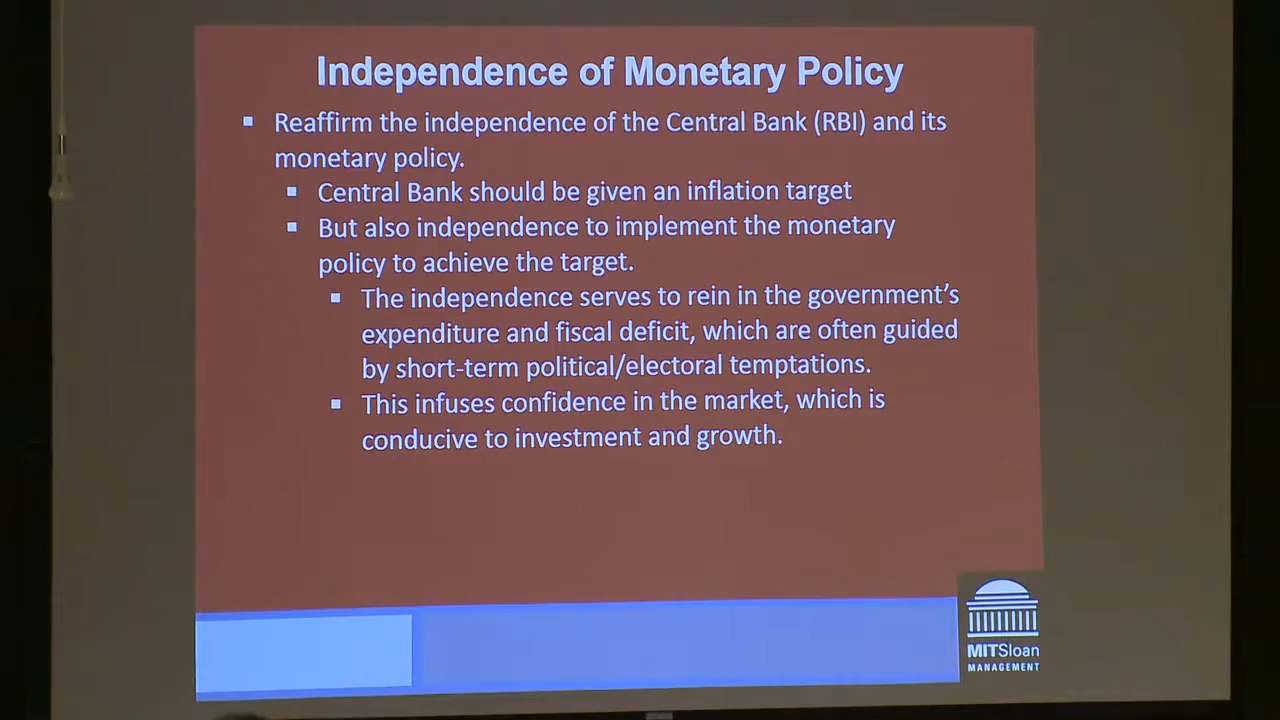 Independence of Monetary Policy
▪ Reaffirm the independence of the Central Bank (RBI) and its
monetary policy.
▪ Central Bank should be given an inflation target
▪ But also independence to implement the monetary
policy to achieve the target.
▪ The independence serves to rein in the government's
expenditure and fiscal deficit, which are often guided
by short-term political/electoral temptations.
▪ This infuses confidence in the market, which is
conducive to investment and growth.
MITSloan
MANAGEMENT